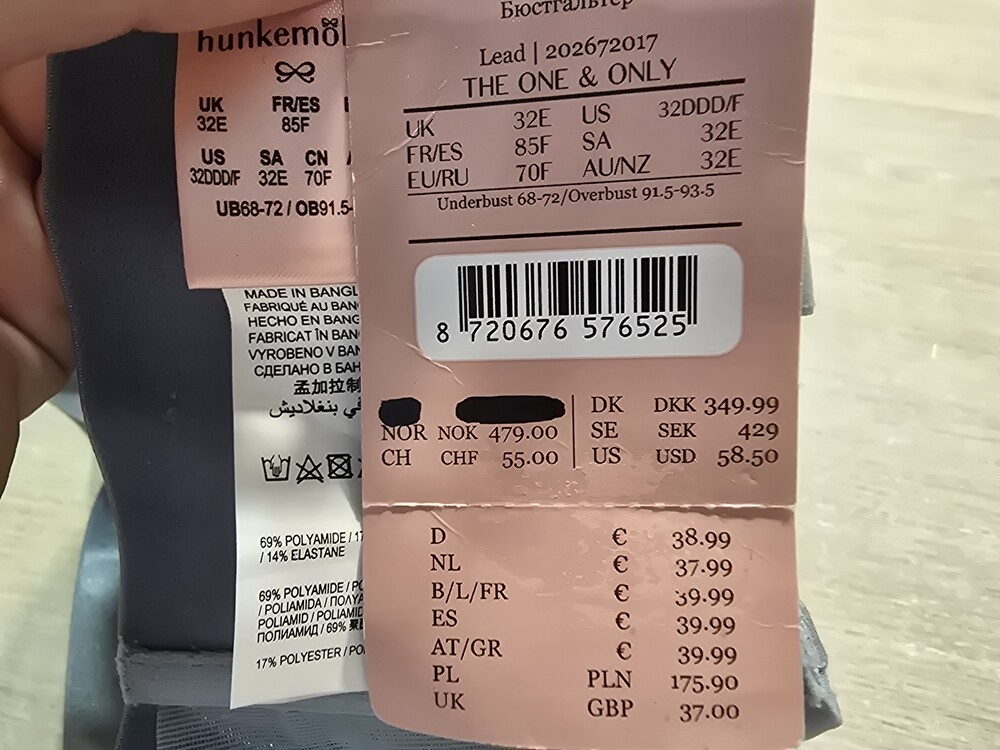 hunkemöl
UK FR/ES
32E 85F
US SA CN
32DDD/F 32E 70F
UB68-72 / OB91.5-
MADE IN BANGL
FABRIQUÉ AU BAN
HECHO EN BANG
FABRICAT ÎN BAN
VYROBENO V BAN
СДЕЛАНО В БАН
孟加拉制
في بنغلاديش
69% POLYAMIDE / 17
/ 14% ELASTANE
69% POLYAMIDE / PO
/ POLIAMIDA / ПОЛУА
POLIAMID / POLIAMID
ПОЛИАМИД / 69% 聚
17% POLYESTER / PO
Бюстгальтер
Lead | 202672017
THE ONE & ONLY
UK 32E US 32DDD/F
FR/ES 85F SA 32E
EU/RU 70F AU/NZ 32E
Underbust 68-72/Overbust 91.5-93.5
8 720676 576525
DK DKK 349.99
NOR NOK 479.00 SE SEK 429
CH CHF 55.00 US USD 58.50
D € 38.99
NL € 37.99
B/L/FR € 39.99
ES € 39.99
AT/GR € 39.99
PL PLN 175.90
UK GBP 37.00